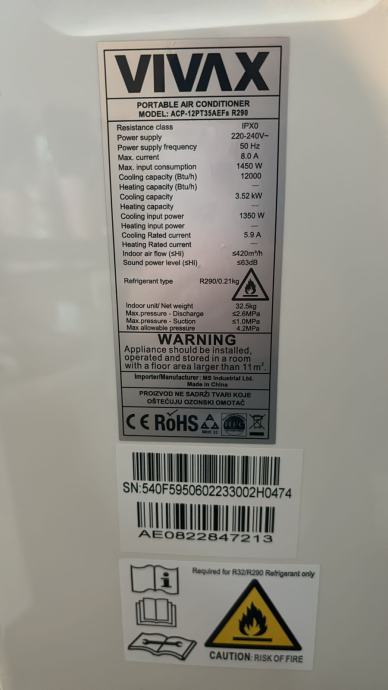 VIVAX
PORTABLE AIR CONDITIONER
MODEL: ACP-12PT35AEFs R290
Resistance class IPX0
Power supply 220-240V~
Power supply frequency 50 Hz
Max. current 8.0 A
Max. input consumption 1450 W
Cooling capacity (Btu/h) 12000
Heating capacity (Btu/h) —
Cooling capacity 3.52 kW
Heating capacity —
Cooling input power 1350 W
Heating input power —
Cooling Rated current 5.9 A
Heating Rated current —
Indoor air flow (≤Hi) ≤420m³/h
Sound power level (≤Hi) ≤63dB
Refrigerant type R290/0.21kg
Indoor unit/ Net weight 32.5kg
Max.pressure - Discharge ≤2.6MPa
Max.pressure - Suction ≤1.0MPa
Max allowable pressure 4.2MPa
WARNING
Appliance should be installed,
operated and stored in a room
with a floor area larger than 11m².
Importer/Manufacturer: MS Industrial Ltd.
Made in China
PROIZVOD NE SADRŽI TVARI KOJE
OŠTEĆUJU OZONSKI OMOTAČ
CE RoHS
SN:540F5950602233002H0474
AE0822847213
Required for R32/R290 Refrigerant only
CAUTION: RISK OF FIRE